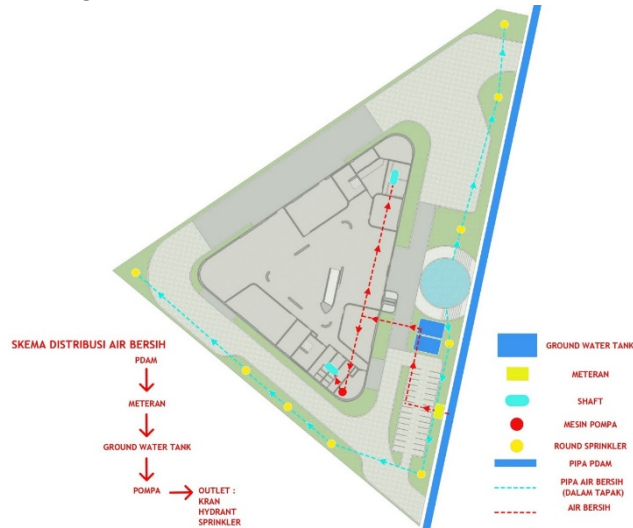 SKEMA DISTRIBUSI AIR BERSIH
PDAM
METERAN
GROUND WATER TANK
POMPA
OUTLET :
KRAN
HYDRANT
SPRINKLER
GROUND WATER TANK
METERAN
SHAFT
MESIN POMPA
ROUND SPRINKLER
PIPA PDAM
PIPA AIR BERSIH
(DALAM TAPAK)
AIR BERSIH